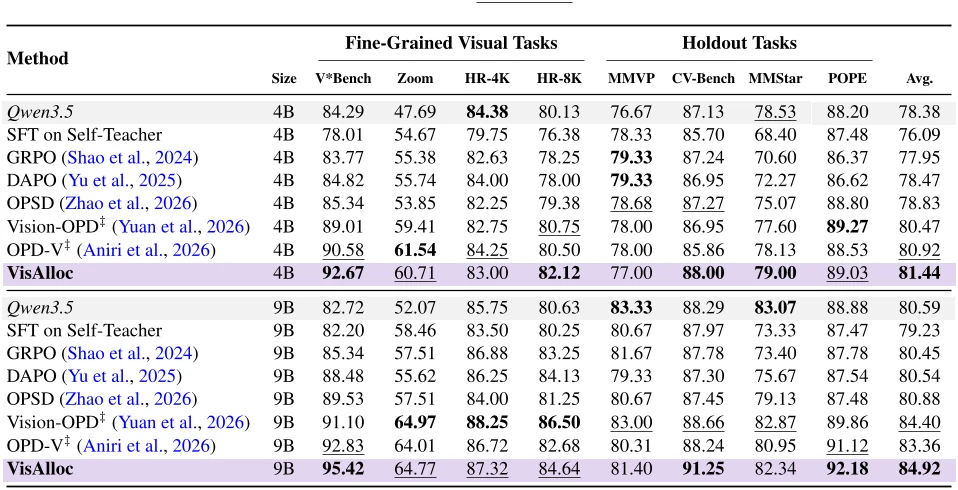 Fine-Grained Visual Tasks Holdout Tasks
Method Size V*Bench Zoom HR-4K HR-8K MMVP CV-Bench MMStar POPE Avg.
Qwen3.5 4B 84.29 47.69 84.38 80.13 76.67 87.13 78.53 88.20 78.38
SFT on Self-Teacher 4B 78.01 54.67 79.75 76.38 78.33 85.70 68.40 87.48 76.09
GRPO (Shao et al., 2024) 4B 83.77 55.38 82.63 78.25 79.33 87.24 70.60 86.37 77.95
DAPO (Yu et al., 2025) 4B 84.82 55.74 84.00 78.00 79.33 86.95 72.27 86.62 78.47
OPSD (Zhao et al., 2026) 4B 85.34 53.85 82.25 79.38 78.68 87.27 75.07 88.80 78.83
Vision-OPD‡ (Yuan et al., 2026) 4B 89.01 59.41 82.75 80.75 78.00 86.95 77.60 89.27 80.47
OPD-V‡ (Aniri et al., 2026) 4B 90.58 61.54 84.25 80.50 78.00 85.86 78.13 88.53 80.92
VisAlloc 4B 92.67 60.71 83.00 82.12 77.00 88.00 79.00 89.03 81.44
Qwen3.5 9B 82.72 52.07 85.75 80.63 83.33 88.29 83.07 88.88 80.59
SFT on Self-Teacher 9B 82.20 58.46 83.50 80.25 80.67 87.97 73.33 87.47 79.23
GRPO (Shao et al., 2024) 9B 85.34 57.51 86.88 83.25 81.67 87.78 73.40 87.78 80.45
DAPO (Yu et al., 2025) 9B 88.48 55.62 86.25 84.13 79.33 87.30 75.67 87.54 80.54
OPSD (Zhao et al., 2026) 9B 89.53 57.51 84.00 81.25 80.67 87.45 79.13 87.48 80.88
Vision-OPD‡ (Yuan et al., 2026) 9B 91.10 64.97 88.25 86.50 83.00 88.66 82.87 89.86 84.40
OPD-V‡ (Aniri et al., 2026) 9B 92.83 64.01 86.72 82.68 80.31 88.24 80.95 91.12 83.36
VisAlloc 9B 95.42 64.77 87.32 84.64 81.40 91.25 82.34 92.18 84.92